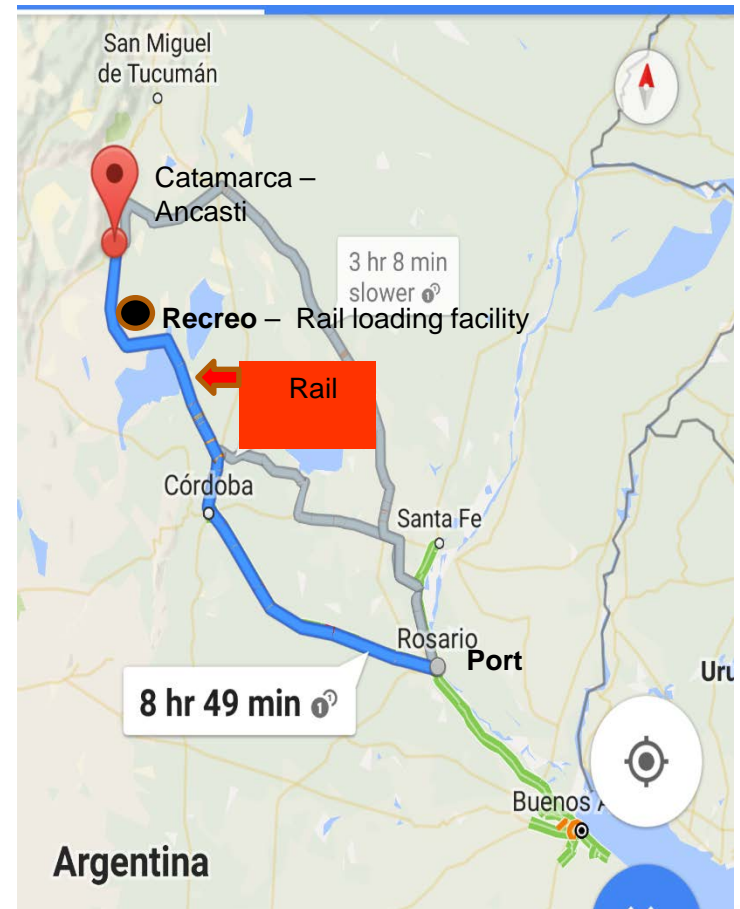 San Miguel
de Tucumán
Catamarca –
Ancasti
3 hr 8 min
slower
Recreo – Rail loading facility
Rail
Córdoba
Santa Fe
Rosario
Port
8 hr 49 min
Uru
Buenos A
Argentina